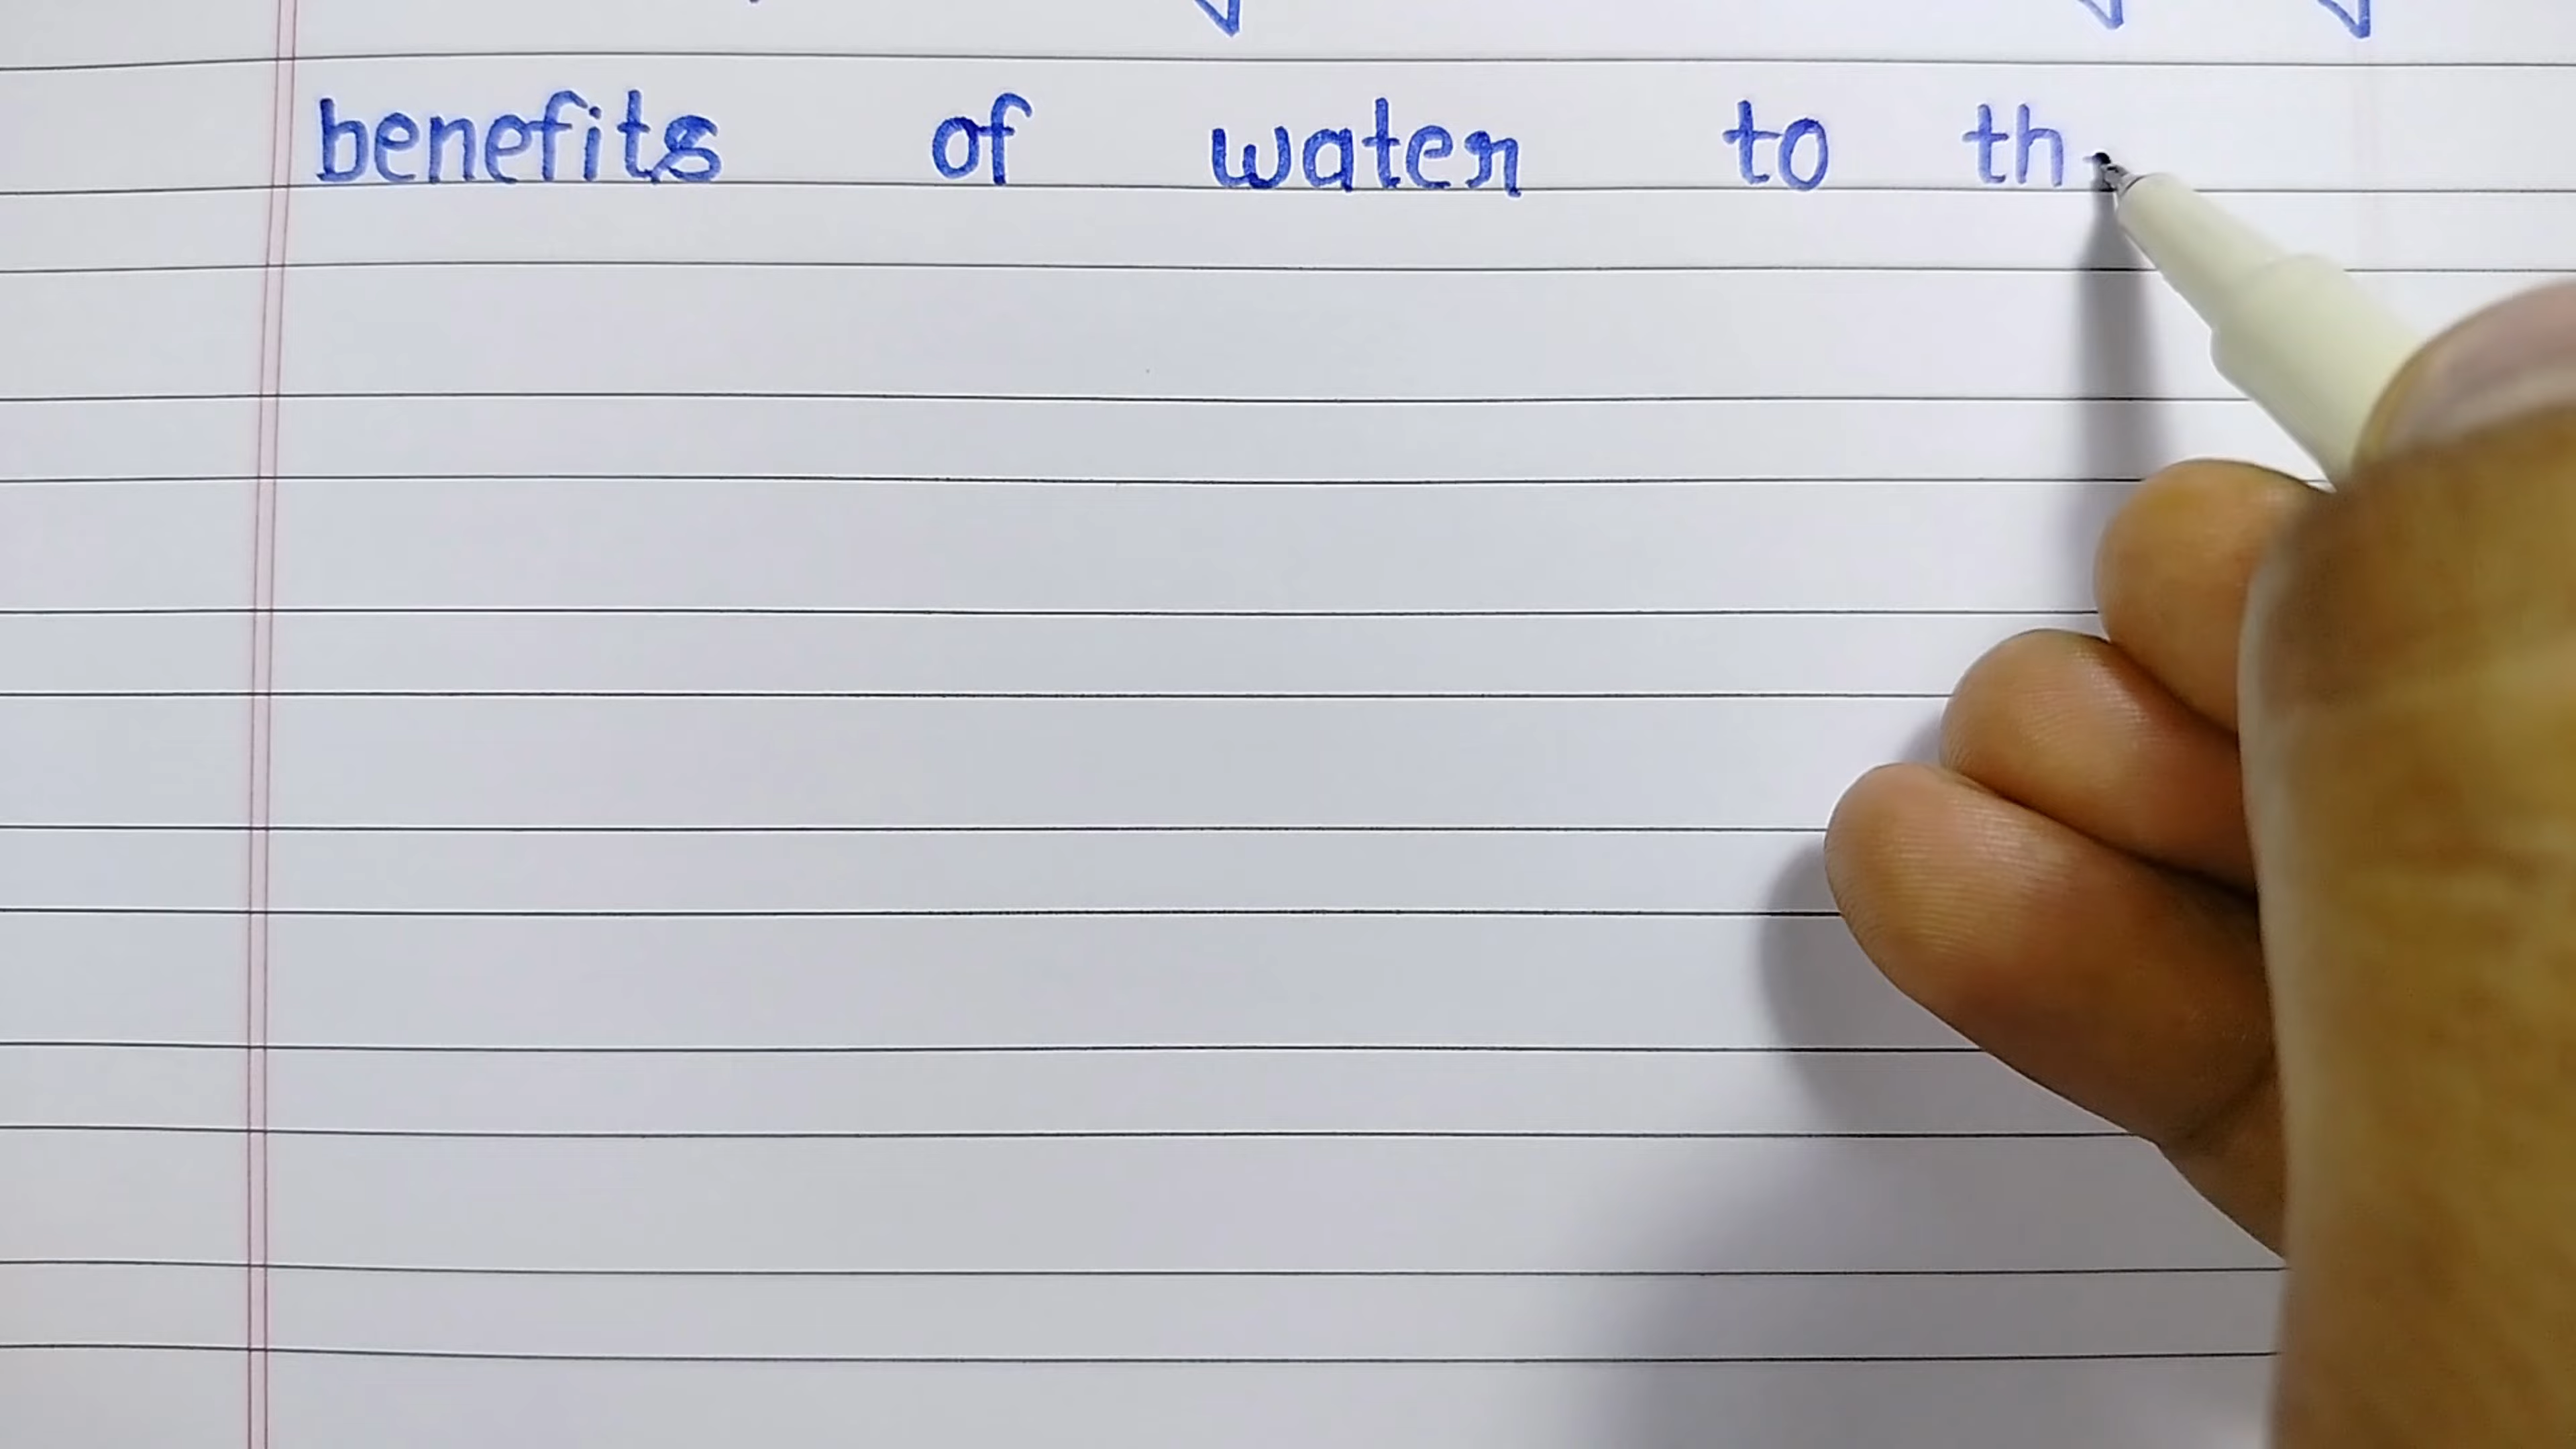 benefits of water to th